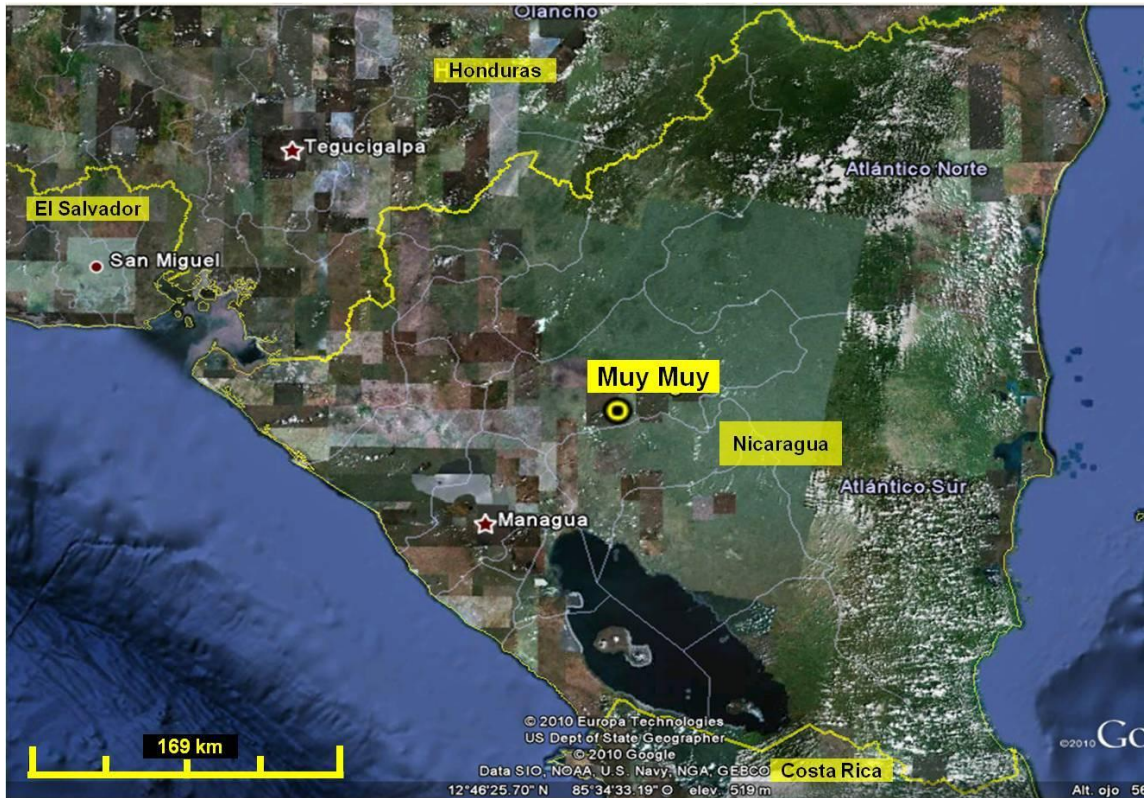 Olancho
Honduras
Tegucigalpa
Atlántico Norte
El Salvador
San Miguel
Muy Muy
Nicaragua
Atlántico Sur
Managua
© 2010 Europa Technologies
US Dept of State Geographer
© 2010 Google
Data SIO, NOAA, U.S. Navy, NGA, GEBCO
12°46'25.70" N 85°34'33.19" O elev. 519 m
169 km
Costa Rica
©2010 Go
Alt. ojo